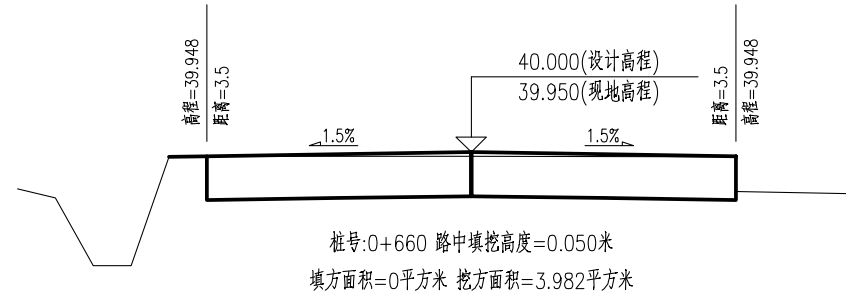 高程=39.948
距离=3.5
40.000(设计高程)
39.950(现地高程)
距离=3.5
高程=39.948
1.5%
1.5%
桩号:0+660 路中填挖高度=0.050米
填方面积=0平方米 挖方面积=3.982平方米